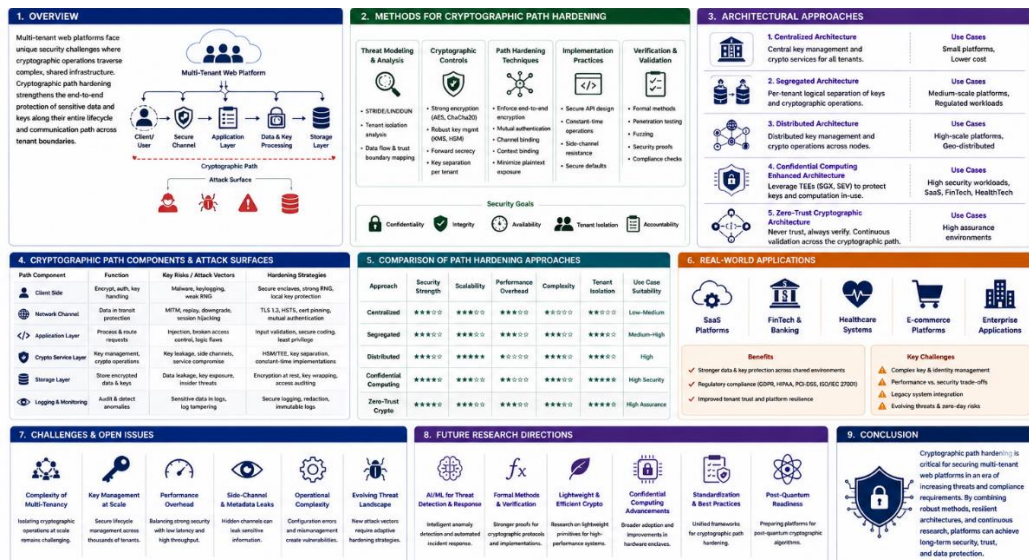 1. OVERVIEW
Multi-tenant web platforms face
unique security challenges where
cryptographic operations traverse
complex, shared infrastructure.
Cryptographic path hardening
strengthens the end-to-end
protection of sensitive data and
keys along their entire lifecycle
and communication path across
tenant boundaries.
Multi-Tenant Web Platform
Client/
User
Secure
Channel
Application
Layer
Data & Key
Processing
Storage
Layer
Cryptographic Path
Attack Surface
2. METHODS FOR CRYPTOGRAPHIC PATH HARDENING
Threat Modeling
& Analysis
• STRIDE/LINDDUN
• Tenant isolation
analysis
• Data flow & trust
boundary mapping
Cryptographic
Controls
• Strong encryption
(AES, ChaCha20)
• Robust key mgmt
(KMS, HSM)
• Forward secrecy
• Key separation
per tenant
Path Hardening
Techniques
• Enforce end-to-end
encryption
• Mutual authentication
• Channel binding
• Context binding
• Minimize plaintext
exposure
Implementation
Practices
• Secure API design
• Constant-time
operations
• Side-channel
resistance
• Secure defaults
Verification &
Validation
• Formal methods
• Penetration testing
• Fuzzing
• Security proofs
• Compliance checks
Security Goals
Confidentiality
Integrity
Availability
Tenant Isolation
Accountability
3. ARCHITECTURAL APPROACHES
1. Centralized Architecture
Central key management and
crypto services for all tenants.
Use Cases
Small platforms,
Lower cost
2. Segregated Architecture
Per-tenant logical separation of keys
and cryptographic operations.
Use Cases
Medium-scale platforms,
Regulated workloads
3. Distributed Architecture
Distributed key management and
crypto operations across nodes.
Use Cases
High-scale platforms,
Geo-distributed
4. Confidential Computing
Enhanced Architecture
Leverage TEEs (SGX, SEV) to protect
keys and computation in-use.
Use Cases
High security workloads,
SaaS, FinTech, HealthTech
5. Zero-Trust Cryptographic
Architecture
Never trust, always verify. Continuous
validation across the cryptographic path.
Use Cases
High assurance
environments
4. CRYPTOGRAPHIC PATH COMPONENTS & ATTACK SURFACES
Path Component Function Key Risks / Attack Vectors Hardening Strategies
Client Side
Encrypt, auth, key
handling
Malware, keylogging,
weak RNG
Secure enclaves, strong RNG,
local key protection
Network Channel
Data in transit
protection
MITM, replay, downgrade,
session hijacking
TLS 1.3, HSTS, cert pinning,
mutual authentication
Application Layer
Process & route
requests
Injection, broken access
control, logic flaws
Input validation, secure coding,
least privilege
Crypto Service Layer
Key management,
crypto operations
Key leakage, side channels,
service compromise
HSM/TEE, key separation,
constant-time implementations
Storage Layer
Store encrypted
data & keys
Data leakage, key exposure,
insider threats
Encryption at rest, key wrapping,
access auditing
Logging & Monitoring
Audit & detect
anomalies
Sensitive data in logs,
log tampering
Secure logging, redaction,
immutable logs
5. COMPARISON OF PATH HARDENING APPROACHES
Approach
Security
Strength
Scalability
Performance
Overhead
Complexity
Tenant
Isolation
Use Case
Suitability
Centralized
Low-Medium
Segregated
Medium-High
Distributed
High
Confidential
Computing
High Security
Zero-Trust
Crypto
High Assurance
6. REAL-WORLD APPLICATIONS
SaaS
Platforms
FinTech &
Banking
Healthcare
Systems
E-commerce
Platforms
Enterprise
Applications
Benefits
Stronger data & key protection across shared environments
Regulatory compliance (GDPR, HIPAA, PCI-DSS, ISO/IEC 27001)
Improved tenant trust and platform resilience
Key Challenges
Complex key & identity management
Performance vs. security trade-offs
Legacy system integration
Evolving threats & zero-day risks
7. CHALLENGES & OPEN ISSUES
Complexity of
Multi-Tenancy
Isolating cryptographic
operations at scale
remains challenging.
Key Management
at Scale
Secure lifecycle
management across
thousands of tenants.
Performance
Overhead
Balancing strong security
with low latency and
high throughput.
Side-Channel
& Metadata Leaks
Hidden channels can
leak sensitive
information.
Operational
Complexity
Configuration errors
and mismanagement
create vulnerabilities.
Evolving Threat
Landscape
New attack vectors
require adaptive
hardening strategies.
8. FUTURE RESEARCH DIRECTIONS
AI/ML for Threat
Detection & Response
Intelligent anomaly
detection and automated
incident response.
fx
Formal Methods
& Verification
Stronger proofs for
cryptographic protocols
and implementations.
Lightweight &
Efficient Crypto
Research on lightweight
primitives for high-
performance systems.
Confidential
Computing
Advancements
Broader adoption and
improvements in
hardware enclaves.
Standardization
& Best Practices
Unified frameworks
for cryptographic path
hardening.
Post-Quantum
Readiness
Preparing platforms for
post-quantum cryptographic
algorithms.
9. CONCLUSION
Cryptographic path hardening is
critical for securing multi-tenant
web platforms in an era of
increasing threats and compliance
requirements. By combining
robust methods, resilient
architectures, and continuous
research, platforms can achieve
long-term security, trust,
and data protection.